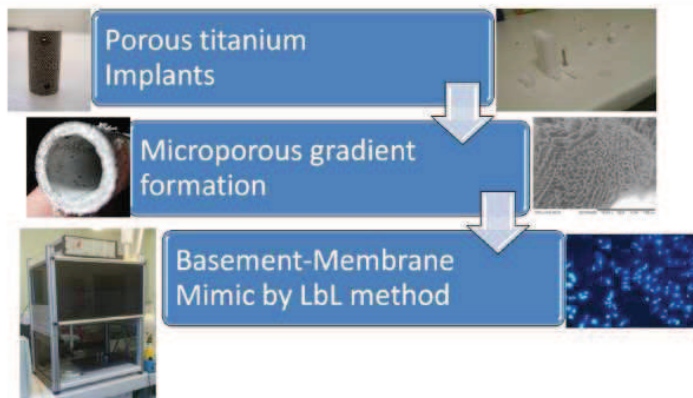 Porous titanium
Implants
Microporous gradient
formation
Basement-Membrane
Mimic by LbL method